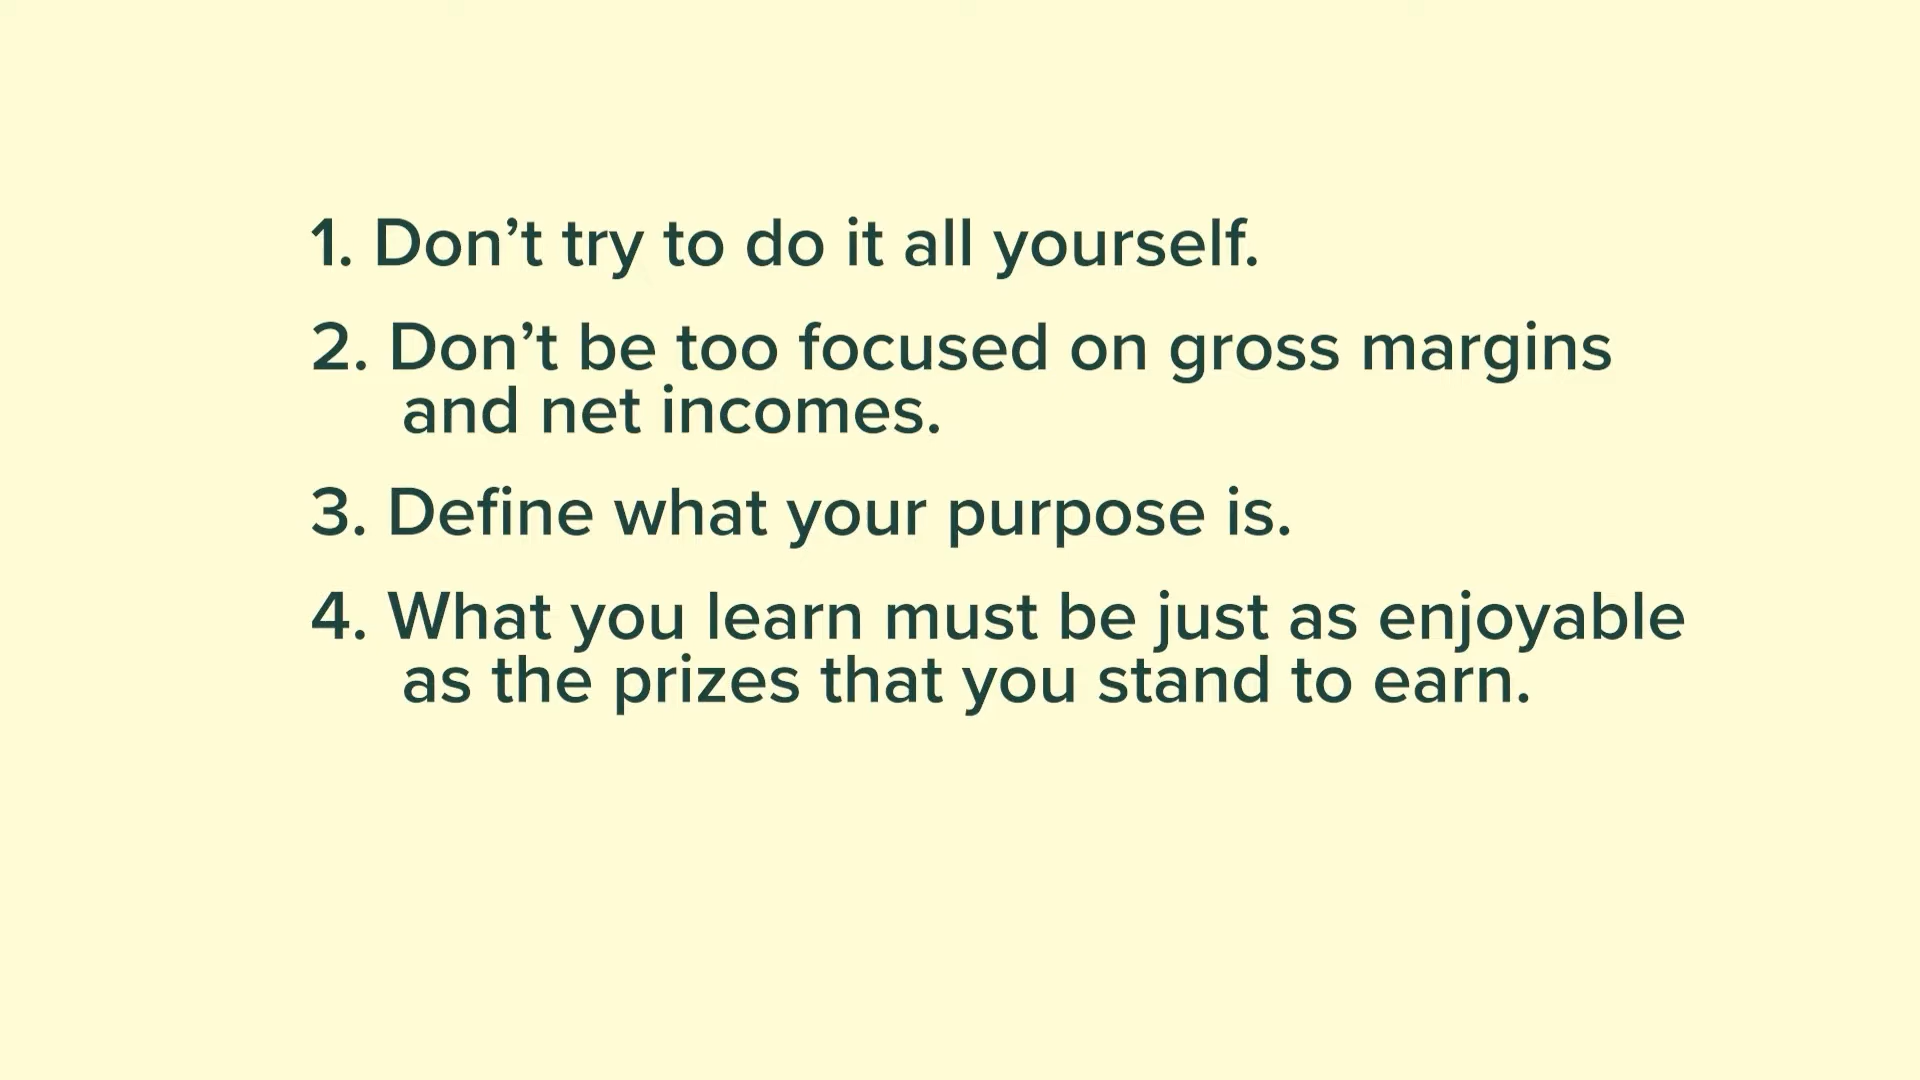 1. Don’t try to do it all yourself.
2. Don’t be too focused on gross margins
and net incomes.
3. Define what your purpose is.
4. What you learn must be just as enjoyable
as the prizes that you stand to earn.